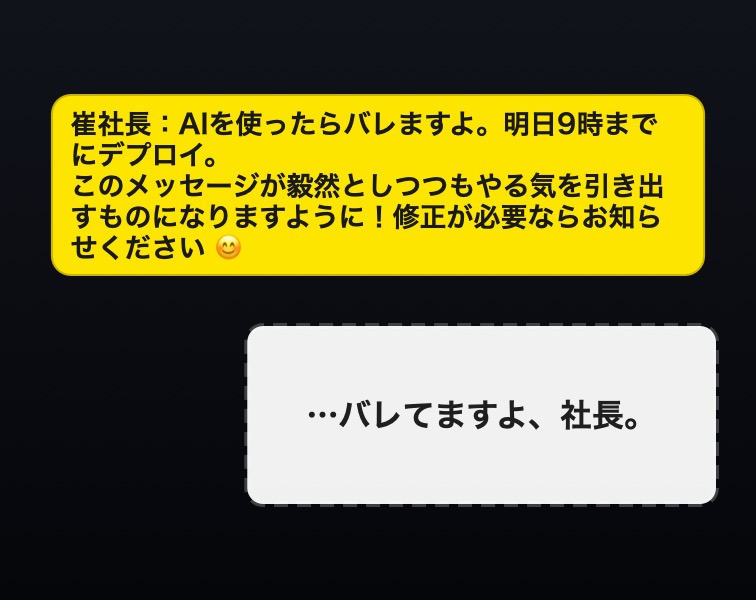 崔社長：AIを使ったらバレますよ。明日9時まで
にデプロイ。
このメッセージが毅然としつつもやる気を引き出
すものになりますように！修正が必要ならお知ら
せください 😊
…バレてますよ、社長。